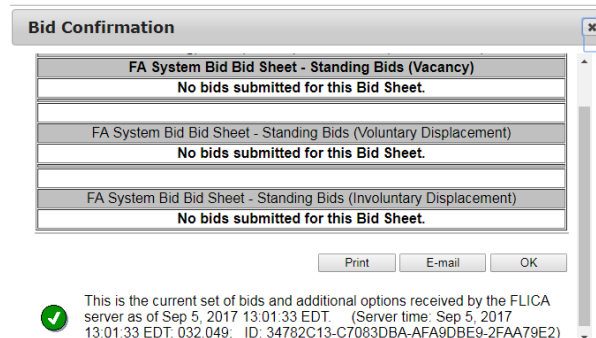 Bid Confirmation
FA System Bid Bid Sheet - Standing Bids (Vacancy)
No bids submitted for this Bid Sheet.
FA System Bid Bid Sheet - Standing Bids (Voluntary Displacement)
No bids submitted for this Bid Sheet.
FA System Bid Bid Sheet - Standing Bids (Involuntary Displacement)
No bids submitted for this Bid Sheet.
Print E-mail OK
This is the current set of bids and additional options received by the FLICA
server as of Sep 5, 2017 13:01:33 EDT. (Server time: Sep 5, 2017
13:01:33 EDT: 032.049: ID: 34782C13-C7083DBA-AFA9DBE9-2FAA79E2)